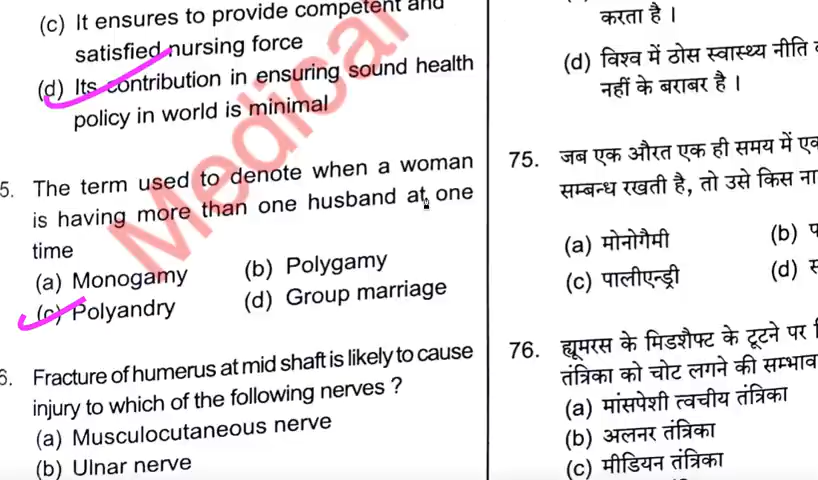 (c) It ensures to provide competent and
satisfied nursing force
(d) Its contribution in ensuring sound health
policy in world is minimal
5. The term used to denote when a woman
is having more than one husband at one
time
(a) Monogamy (b) Polygamy
(c) Polyandry (d) Group marriage
6. Fracture of humerus at mid shaft is likely to cause
injury to which of the following nerves ?
(a) Musculocutaneous nerve
(b) Ulnar nerve
Medical
करता है ।
(d) विश्व में ठोस स्वास्थ्य नीति
नहीं के बराबर है ।
75. जब एक औरत एक ही समय में
सम्बन्ध रखती है, तो उसे किस
(a) मोनोगैमी (b)
(c) पालीएन्ड्री (d)
76. ह्यूमरस के मिडशैफ्ट के टूटने पर
तंत्रिका को चोट लगने की
(a) मांसपेशी त्वचीय तंत्रिका
(b) अलनर तंत्रिका
(c) मीडियन तंत्रिका